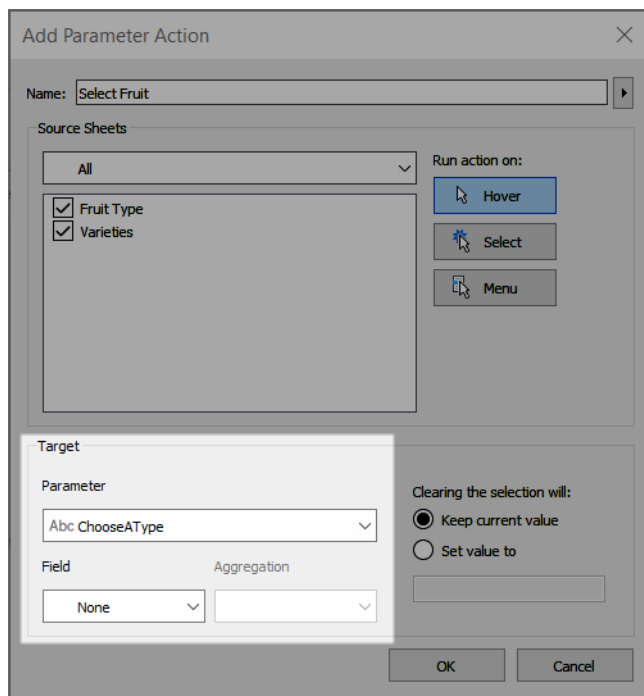 Add Parameter Action
Name: Select Fruit
Source Sheets
All
Fruit Type
Varieties
Run action on:
Hover
Select
Menu
Target
Parameter
Abc ChooseAType
Field
Aggregation
None
Clearing the selection will:
Keep current value
Set value to
OK
Cancel